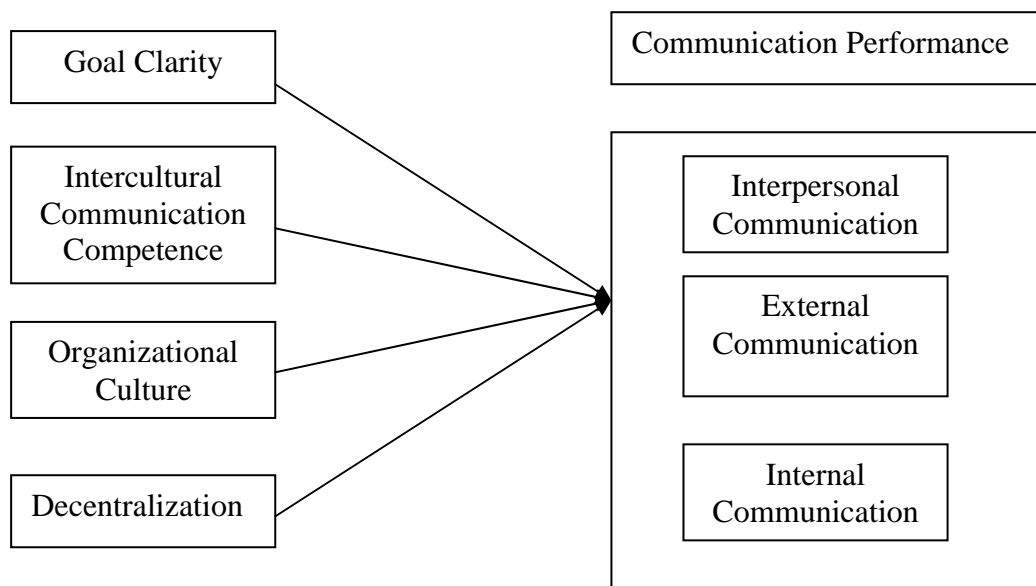 Goal Clarity
Intercultural
Communication
Competence
Organizational
Culture
Decentralization
Communication Performance
Interpersonal
Communication
External
Communication
Internal
Communication